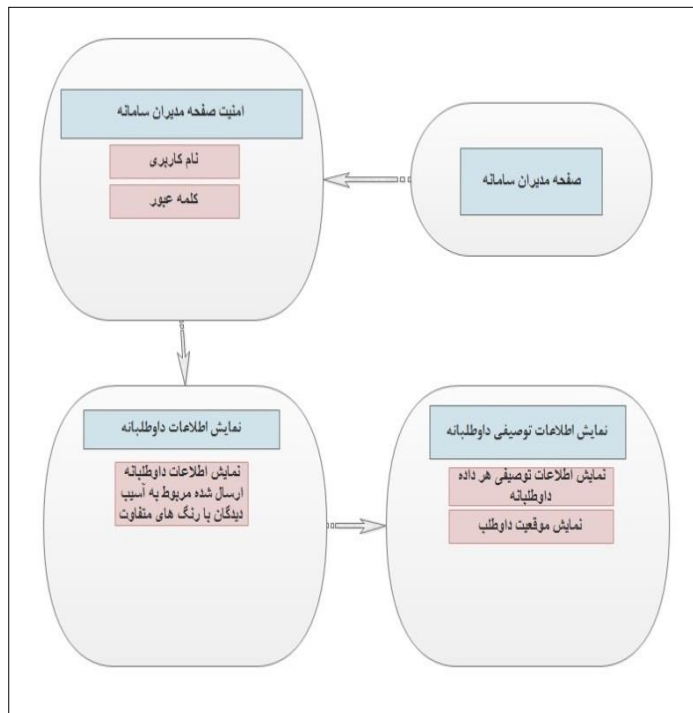 صفحه مدیران سامانه
امنیت صفحه مدیران سامانه
نام کاربری
کلمه عبور
نمایش اطلاعات داوطلبانه
نمایش اطلاعات داوطلبانه
ارسال شده مربوط به آسیب
دیدگان با رنگ های متفاوت
نمایش اطلاعات توصیفی داوطلبانه
نمایش اطلاعات توصیفی هر داده
داوطلبانه
نمایش موقعیت داوطلب